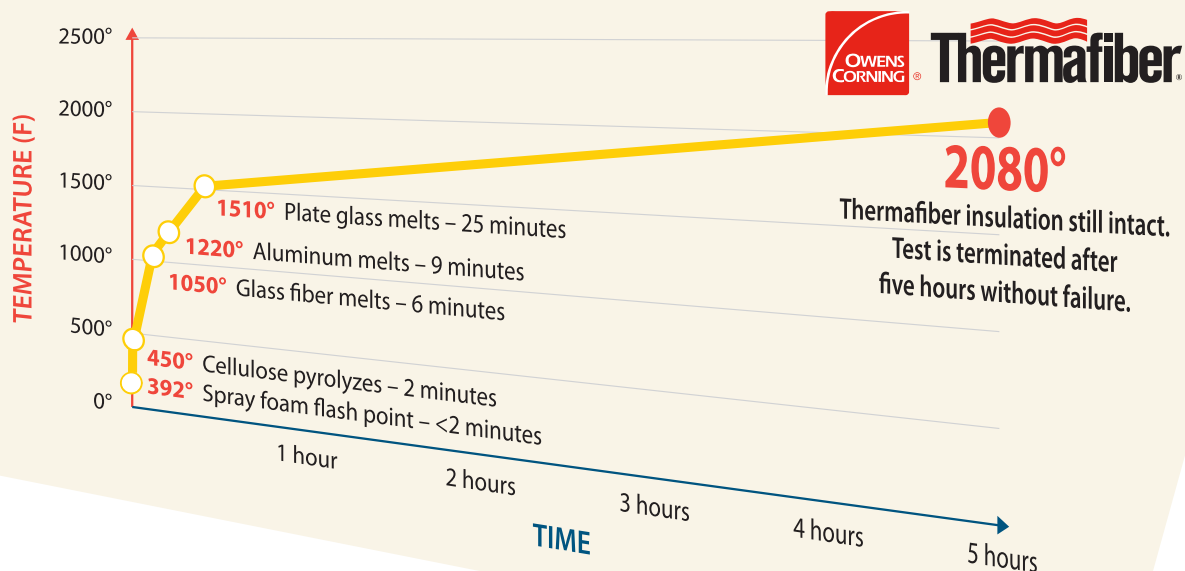 OWENS
CORNING ®
Thermafiber®
TEMPERATURE (F)
2500°
2000°
1500°
1000°
500°
0°
2080°
Thermafiber insulation still intact.
Test is terminated after
five hours without failure.
1510° Plate glass melts – 25 minutes
1220° Aluminum melts – 9 minutes
1050° Glass fiber melts – 6 minutes
450° Cellulose pyrolyzes – 2 minutes
392° Spray foam flash point – <2 minutes
1 hour
2 hours
3 hours
4 hours
5 hours
TIME